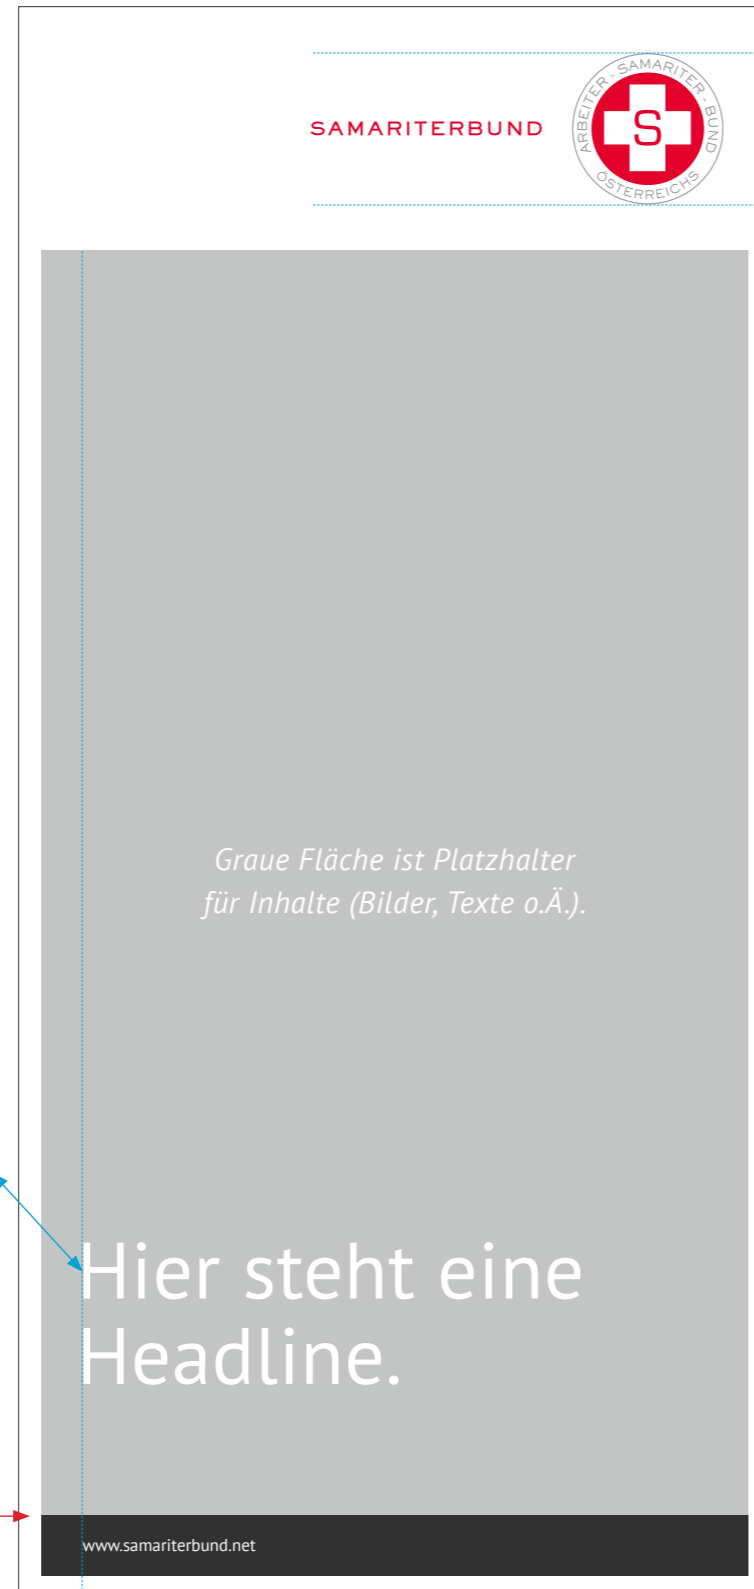 SAMARITERBUND
ARBEITER - SAMARITER - BUND
S
ÖSTERREICHS
Graue Fläche ist Platzhalter
für Inhalte (Bilder, Texte o.Ä.).
Hier steht eine
Headline.
www.samariterbund.net